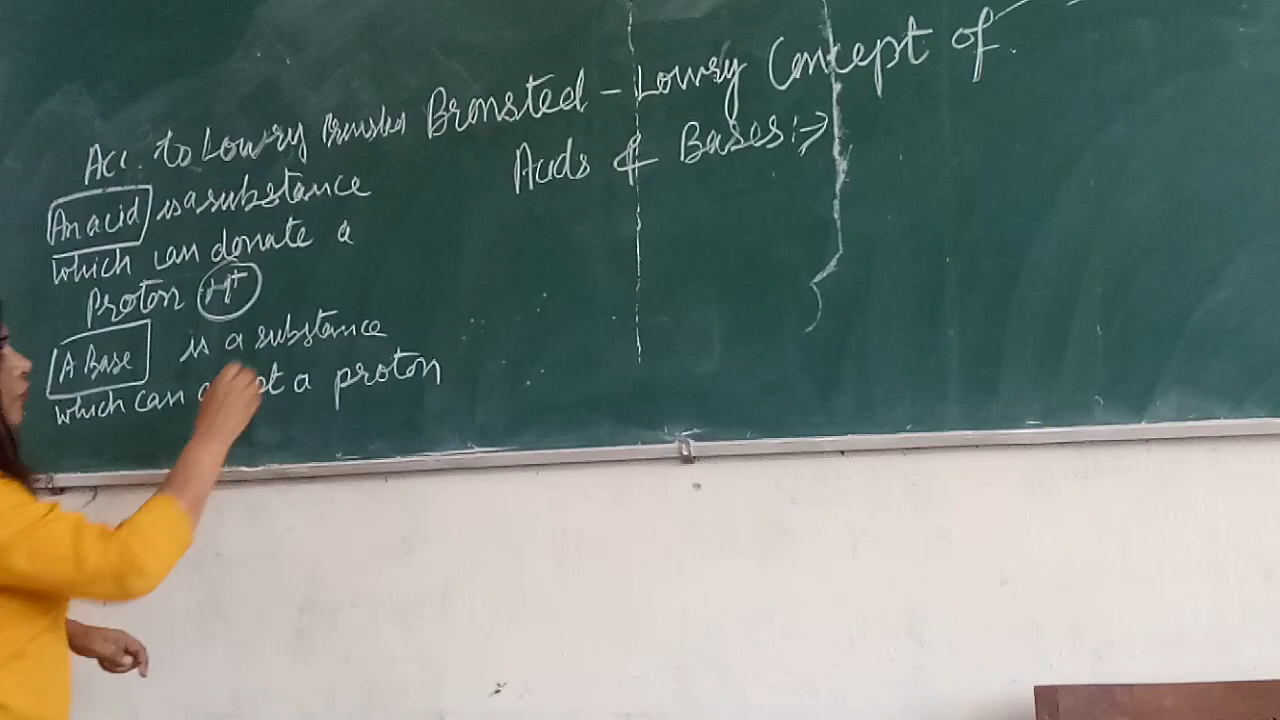 Bronsted - Lowry Concept of
Acids & Bases :->
Acc. to Lowry Bronsted
An acid is a substance
which can donate a
Proton H+
A Base is a substance
which can a proton